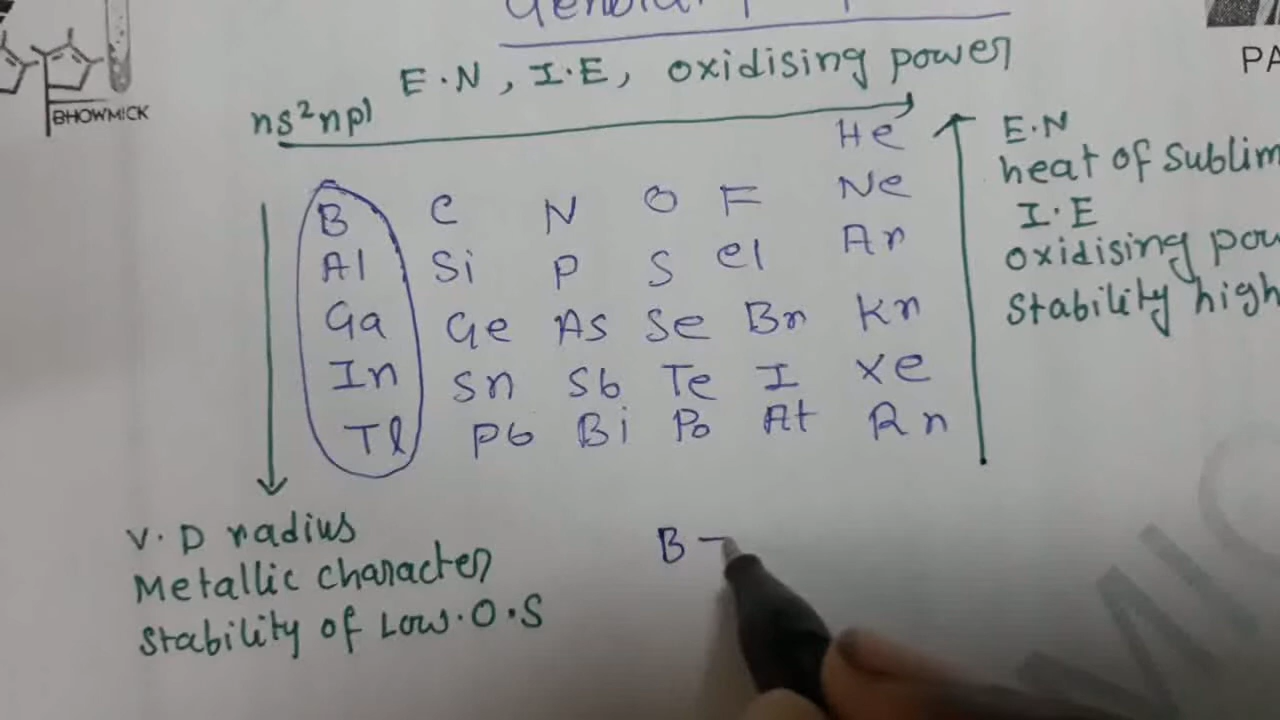 E.N, I.E, oxidising power
BHOWMICK
ns²np¹
He
B C N O F Ne
Al Si P S Cl Ar
Ga Ge As Se Br Kr
In Sn Sb Te I Xe
Tl Pb Bi Po At Rn
E.N
heat of Sublim
I.E
oxidising pow
Stability high
V.D radius
Metallic character
Stability of Low.O.S
B –
PA